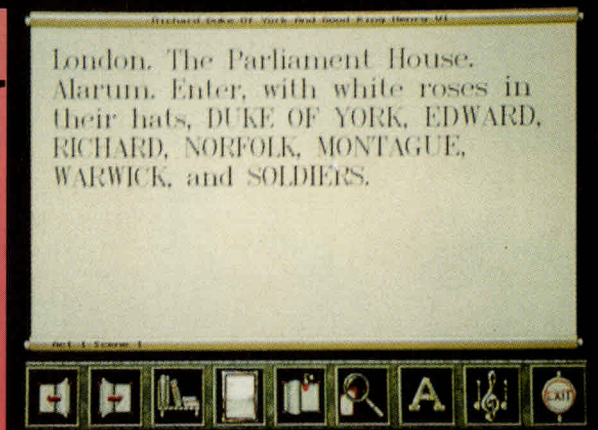 Richard Duke Of York And Good King Henry VI
London. The Parliament House.
Alarum. Enter, with white roses in
their hats, DUKE OF YORK, EDWARD,
RICHARD, NORFOLK, MONTAGUE,
WARWICK, and SOLDIERS.
Act 1 Scene 1
A
EXIT